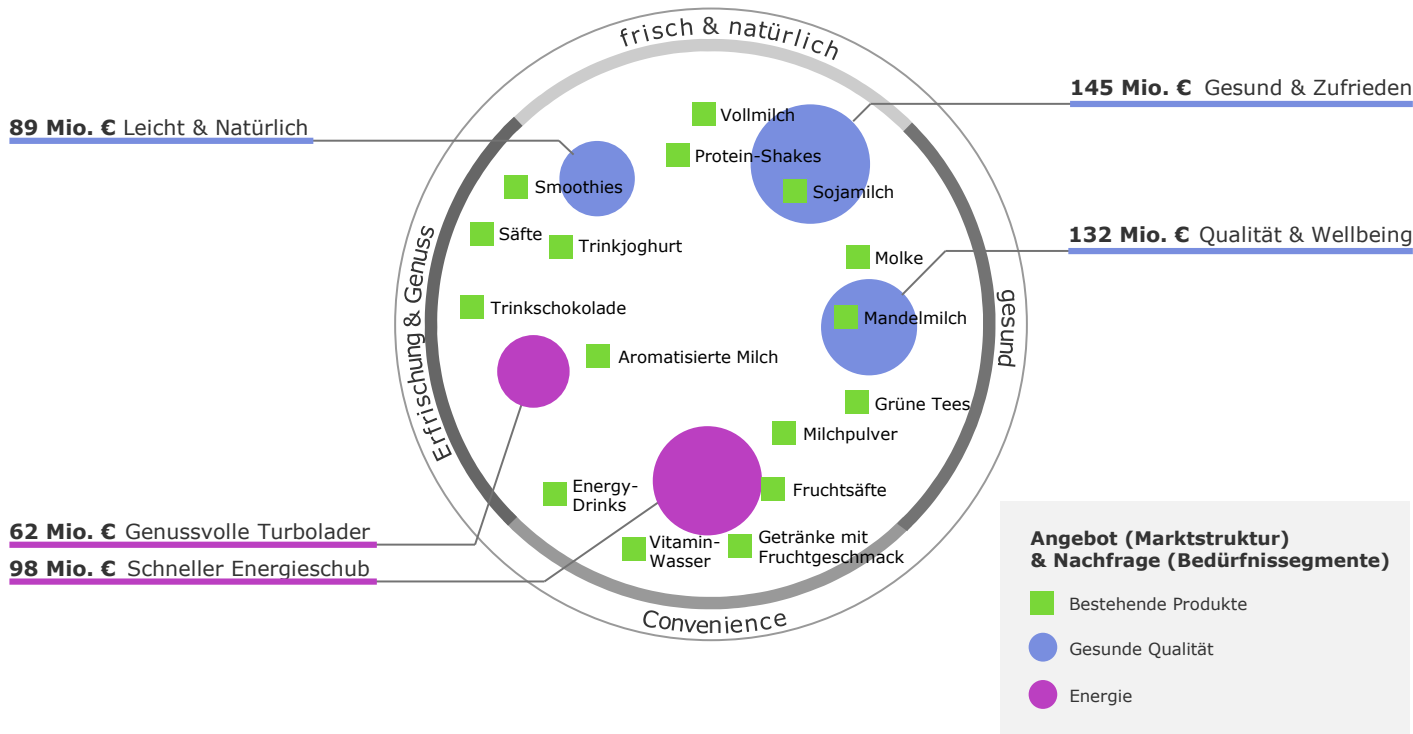 frisch & natürlich
145 Mio. € Gesund & Zufrieden
89 Mio. € Leicht & Natürlich
Vollmilch
Protein-Shakes
Smoothies
Sojamilch
Säfte
Trinkjoghurt
132 Mio. € Qualität & Wellbeing
Molke
Erfrischung & Genuss
gesund
Trinkschokolade
Mandelmilch
Aromatisierte Milch
Grüne Tees
Milchpulver
Energy-
Drinks
Fruchtsäfte
62 Mio. € Genussvolle Turbolader
98 Mio. € Schneller Energieschub
Vitamin-
Wasser
Getränke mit
Fruchtgeschmack
Convenience
Angebot (Marktstruktur)
& Nachfrage (Bedürfnissegmente)
Bestehende Produkte
Gesunde Qualität
Energie